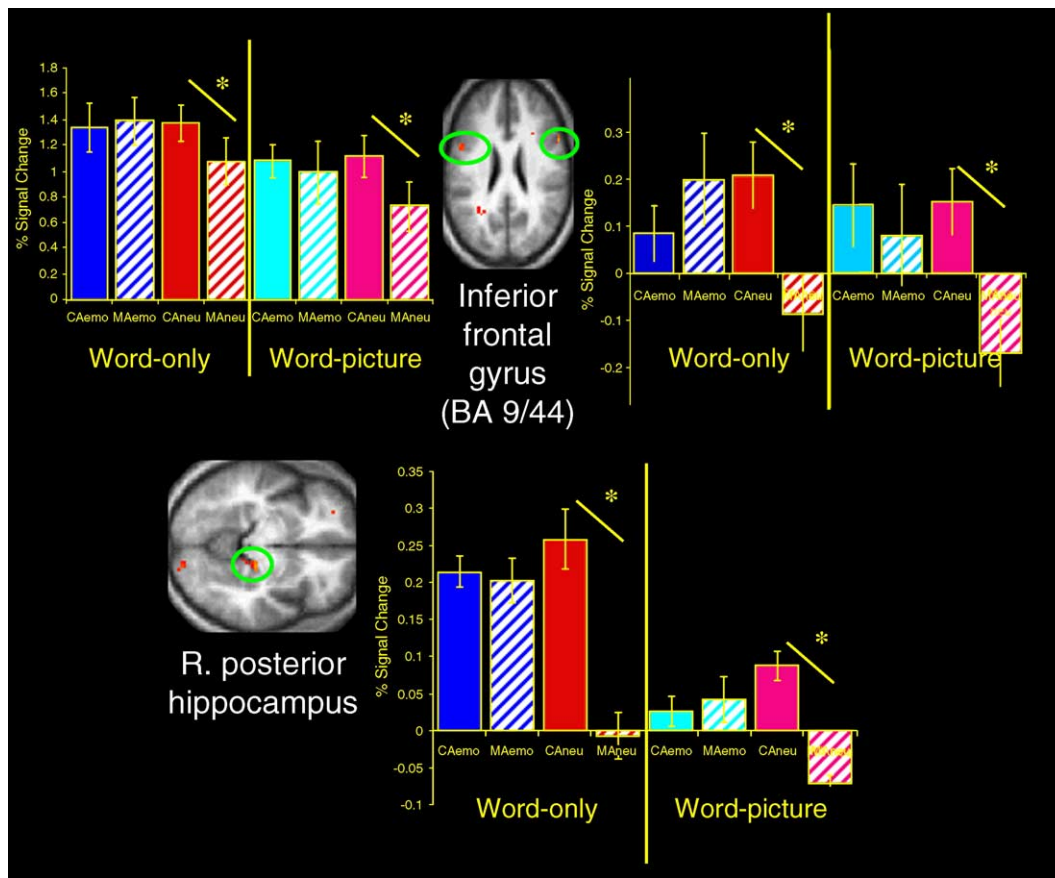 1.8
1.6
1.4
1.2
1
0.8
0.6
0.4
0.2
0
% Signal Change
*
*
CAemo MAemo CAneu MAneu CAemo MAemo CAneu MAneu
Word-only Word-picture
Inferior
frontal
gyrus
(BA 9/44)
0.3
0.2
0.1
0
-0.1
-0.2
% Signal Change
*
*
CAemo MAemo CAneu MAneu CAemo MAemo CAneu MAneu
Word-only Word-picture
R. posterior
hippocampus
0.35
0.3
0.25
0.2
0.15
0.1
0.05
0
-0.05
-0.1
% Signal Change
*
*
CAemo MAemo CAneu MAneu CAemo MAemo CAneu MAneu
Word-only Word-picture